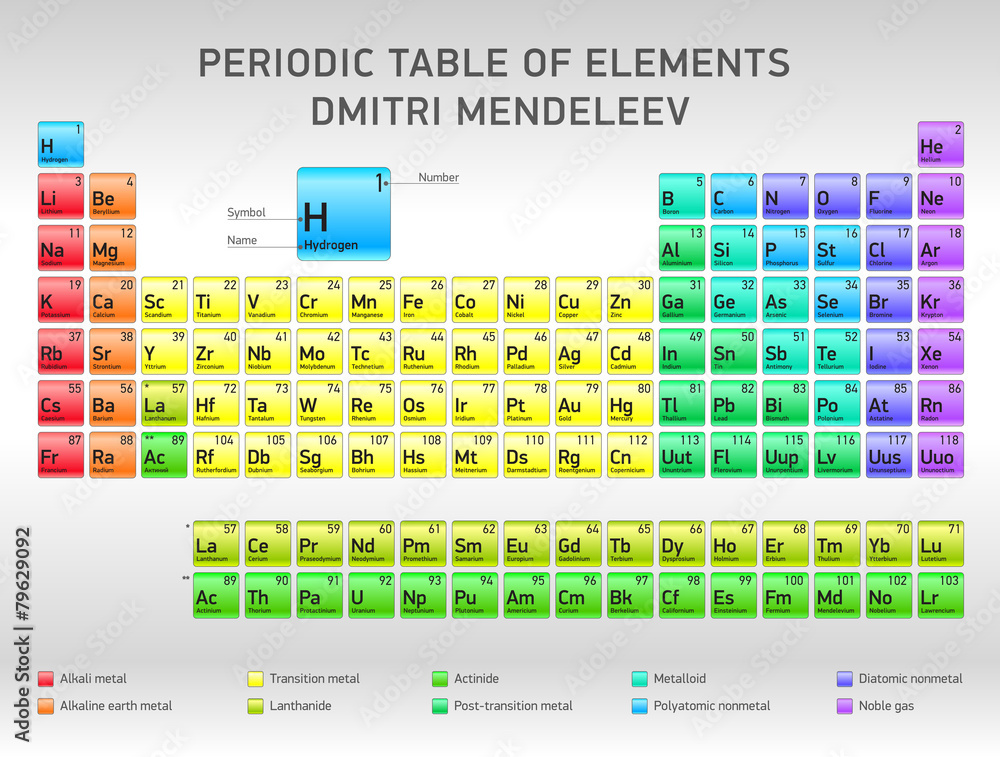 PERIODIC TABLE OF ELEMENTS
DMITRI MENDELEEV
1 H Hydrogen
2 He Helium
Number
Symbol
Name
1 H Hydrogen
3 Li Lithium
4 Be Beryllium
5 B Boron
6 C Carbon
7 N Nitrogen
8 O Oxygen
9 F Fluorine
10 Ne Neon
11 Na Sodium
12 Mg Magnesium
13 Al Aluminium
14 Si Silicon
15 P Phosphorus
16 St Sulfur
17 Cl Chlorine
18 Ar Argon
19 K Potassium
20 Ca Calcium
21 Sc Scandium
22 Ti Titanium
23 V Vanadium
24 Cr Chromium
25 Mn Manganese
26 Fe Iron
27 Co Cobalt
28 Ni Nickel
29 Cu Copper
30 Zn Zinc
31 Ga Gallium
32 Ge Germanium
33 As Arsenic
34 Se Selenium
35 Br Bromine
36 Kr Krypton
37 Rb Rubidium
38 Sr Strontium
39 Y Yttrium
40 Zr Zirconium
41 Nb Niobium
42 Mo Molybdenum
43 Tc Technetium
44 Ru Ruthenium
45 Rh Rhodium
46 Pd Palladium
47 Ag Silver
48 Cd Cadmium
49 In Indium
50 Sn Tin
51 Sb Antimony
52 Te Tellurium
53 I Iodine
54 Xe Xenon
55 Cs Caesium
56 Ba Barium
* 57 La Lanthanum
72 Hf Hafnium
73 Ta Tantalum
74 W Tungsten
75 Re Rhenium
76 Os Osmium
77 Ir Iridium
78 Pt Platinum
79 Au Gold
80 Hg Mercury
81 Tl Thallium
82 Pb Lead
83 Bi Bismuth
84 Po Polonium
85 At Astatine
86 Rn Radon
87 Fr Francium
88 Ra Radium
** 89 Ac
104 Rf Rutherfordium
105 Db Dubnium
106 Sg Seaborgium
107 Bh Bohrium
108 Hs Hassium
109 Mt Meitnerium
110 Ds Darmstadtium
111 Rg Roentgenium
112 Cn Copernicium
113 Uut Ununtrium
114 Fl Flerovium
115 Uup Ununpentium
116 Lv Livermorium
117 Uus Ununseptium
118 Uuo Ununoctium
*
57 La Lanthanum
58 Ce Cerium
59 Pr Praseodymium
60 Nd Neodymium
61 Pm Promethium
62 Sm Samarium
63 Eu Europium
64 Gd Gadolinium
65 Tb Terbium
66 Dy Dysprosium
67 Ho Holmium
68 Er Erbium
69 Tm Thulium
70 Yb Ytterbium
71 Lu Lutetium
**
89 Ac Actinium
90 Th Thorium
91 Pa Protactinium
92 U Uranium
93 Np Neptunium
94 Pu Plutonium
95 Am Americium
96 Cm Curium
97 Bk Berkelium
98 Cf Californium
99 Es Einsteinium
100 Fm Fermium
101 Md Mendelevium
102 No Nobelium
103 Lr Lawrencium
Alkali metal
Transition metal
Actinide
Metalloid
Diatomic nonmetal
Alkaline earth metal
Lanthanide
Post-transition metal
Polyatomic nonmetal
Noble gas
Adobe Stock | #79629092